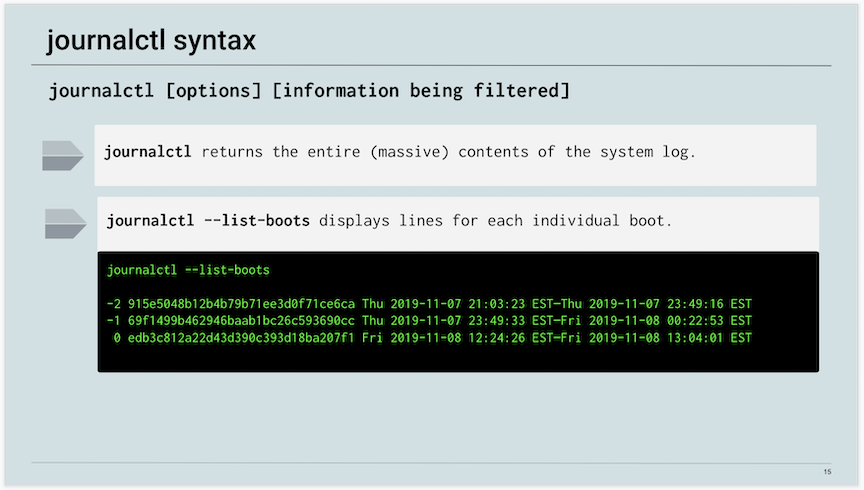 journalctl syntax
journalctl [options] [information being filtered]
journalctl returns the entire (massive) contents of the system log.
journalctl --list-boots displays lines for each individual boot.
journalctl --list-boots
-2 915e5048b12b4b79b71ee3d0f71ce6ca Thu 2019-11-07 21:03:23 EST—Thu 2019-11-07 23:49:16 EST
-1 69f1499b462946baab1bc26c593690cc Thu 2019-11-07 23:49:33 EST—Fri 2019-11-08 00:22:53 EST
0 edb3c812a22d43d390c393d18ba207f1 Fri 2019-11-08 12:24:26 EST—Fri 2019-11-08 13:04:01 EST
15